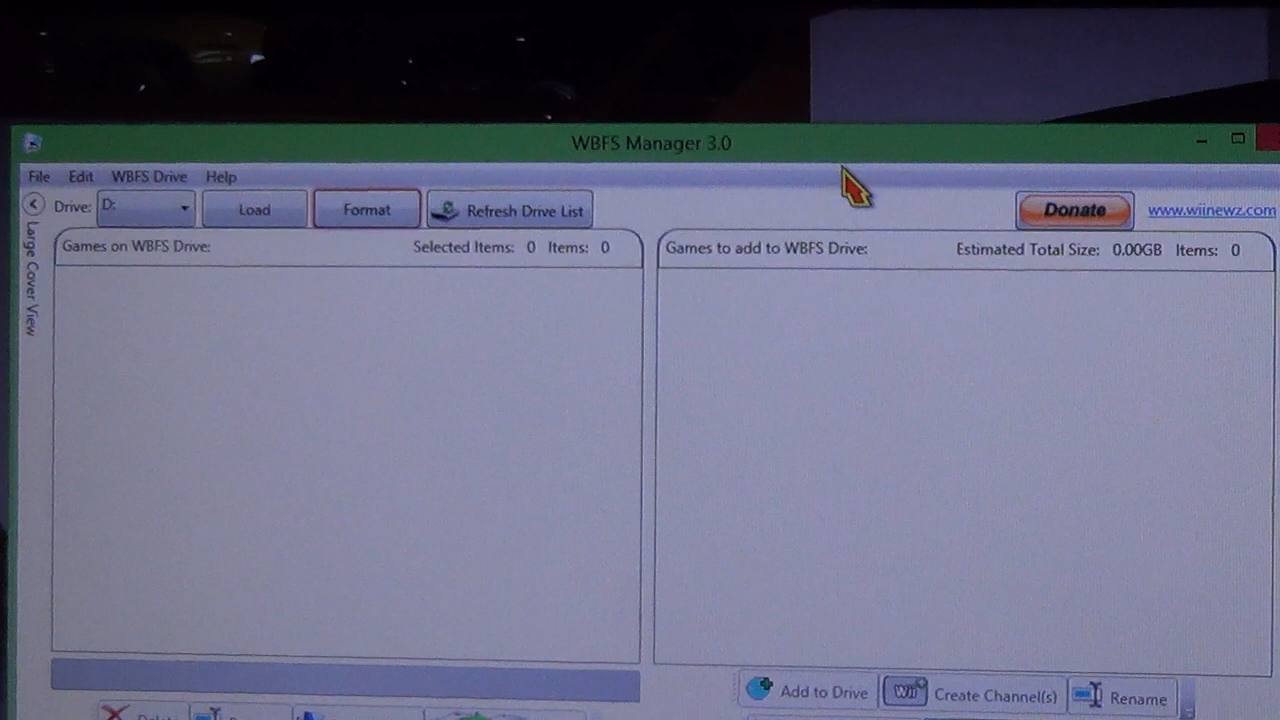 WBFS Manager 3.0
File Edit WBFS Drive Help
Drive: D: Load Format Refresh Drive List Donate www.wiinewz.com
Large Cover View
Games on WBFS Drive: Selected Items: 0 Items: 0
Games to add to WBFS Drive: Estimated Total Size: 0.00GB Items: 0
Add to Drive Wii Create Channel(s) Rename